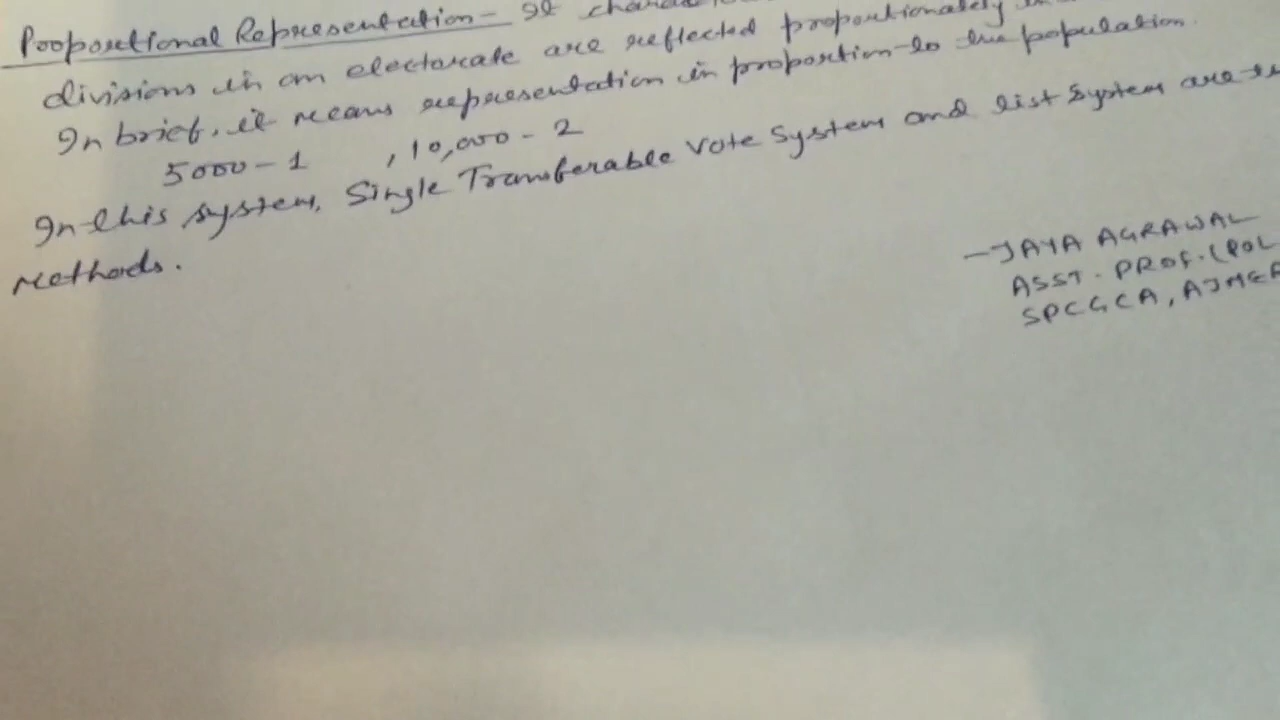 Proportional Representation - It
divisions in an electorate are reflected proportionately
In brief, it means representation in proportion to the population.
5000 - 1 , 10,000 - 2
In this system, Single Transferable Vote System and list System are
methods.
- JAYA AGRAWAL
ASST. PROF. (POL
SPCGCA, AJMER